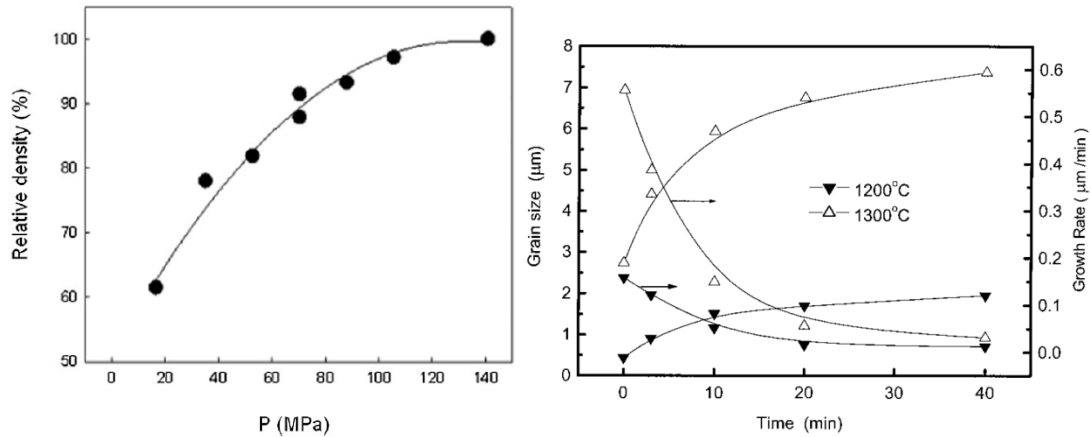 Relative density (%)
100
90
80
70
60
50
0 20 40 60 80 100 120 140
P (MPa)
Grain size (μm)
8
7
6
5
4
3
2
1
0
1200°C
1300°C
0.6
0.5
0.4
0.3
0.2
0.1
0.0
Growth Rate ( μm /min)
0 10 20 30 40
Time (min)